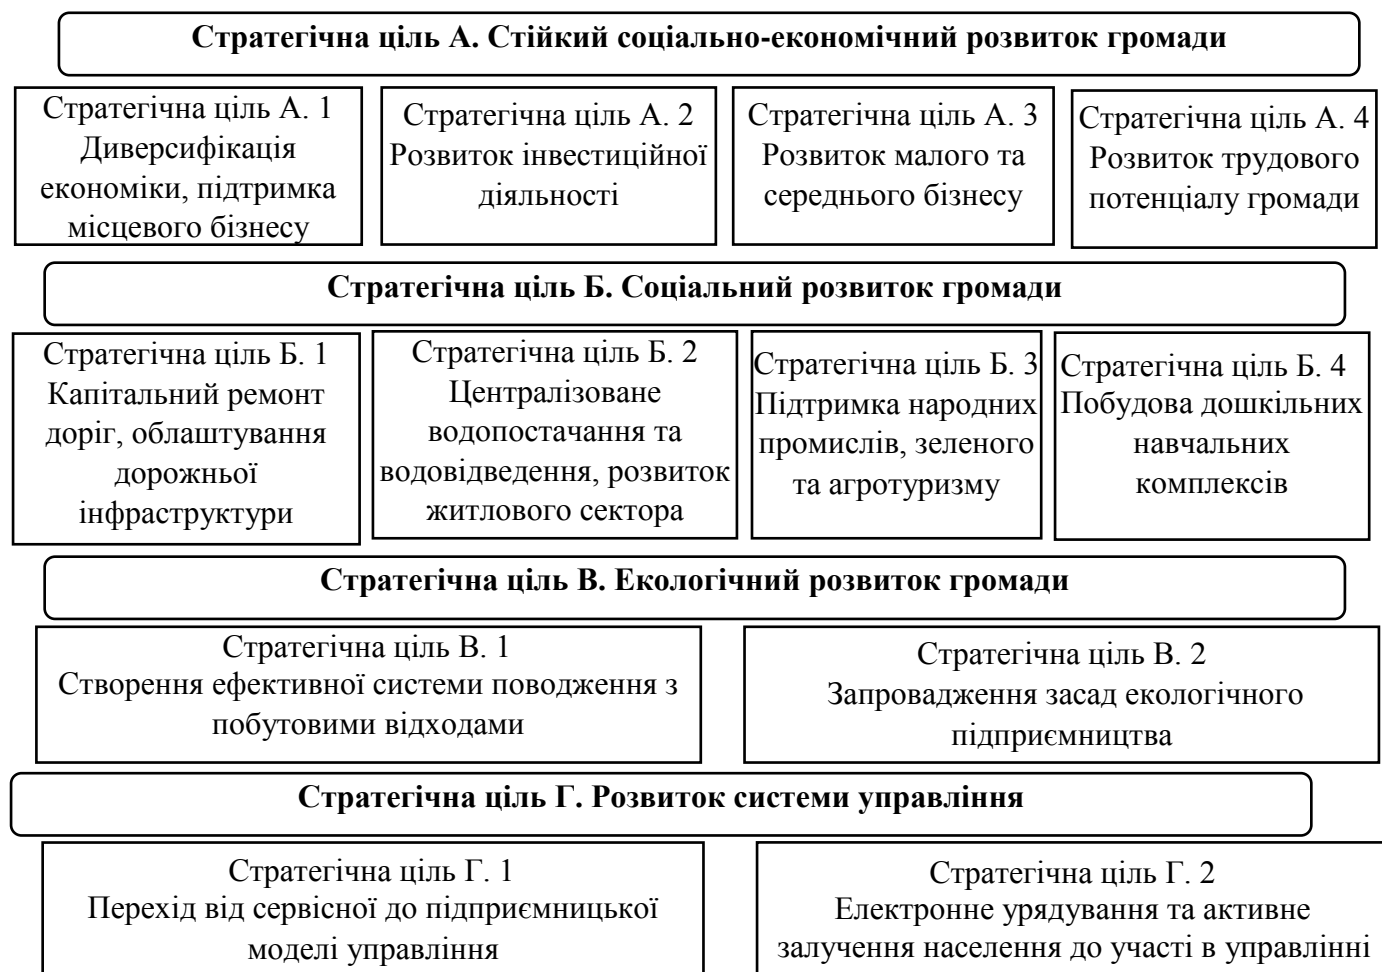 Стратегічна ціль А. Стійкий соціально-економічний розвиток громади
Стратегічна ціль А. 1
Диверсифікація
економіки, підтримка
місцевого бізнесу
Стратегічна ціль А. 2
Розвиток інвестиційної
діяльності
Стратегічна ціль А. 3
Розвиток малого та
середнього бізнесу
Стратегічна ціль А. 4
Розвиток трудового
потенціалу громади
Стратегічна ціль Б. Соціальний розвиток громади
Стратегічна ціль Б. 1
Капітальний ремонт
доріг, облаштування
дорожньої
інфраструктури
Стратегічна ціль Б. 2
Централізоване
водопостачання та
водовідведення, розвиток
житлового сектора
Стратегічна ціль Б. 3
Підтримка народних
промислів, зеленого
та агротуризму
Стратегічна ціль Б. 4
Побудова дошкільних
навчальних
комплексів
Стратегічна ціль В. Екологічний розвиток громади
Стратегічна ціль В. 1
Створення ефективної системи поводження з
побутовими відходами
Стратегічна ціль В. 2
Запровадження засад екологічного
підприємництва
Стратегічна ціль Г. Розвиток системи управління
Стратегічна ціль Г. 1
Перехід від сервісної до підприємницької
моделі управління
Стратегічна ціль Г. 2
Електронне урядування та активне
залучення населення до участі в управлінні